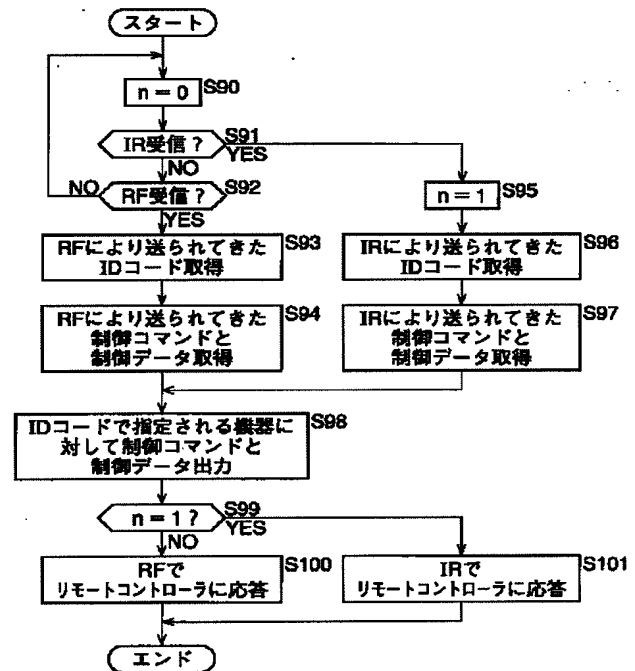 スタート
n = 0 S90
IR受信？ S91
YES
NO
NO RF受信？ S92
YES
n = 1 S95
RFにより送られてきた S93
IDコード取得
IRにより送られてきた S96
IDコード取得
RFにより送られてきた S94
制御コマンドと
制御データ取得
IRにより送られてきた S97
制御コマンドと
制御データ取得
IDコードで指定される機器に S98
対して制御コマンドと
制御データ出力
n = 1 ? S99
YES
NO
RFで S100
リモートコントローラに応答
IRで S101
リモートコントローラに応答
エンド